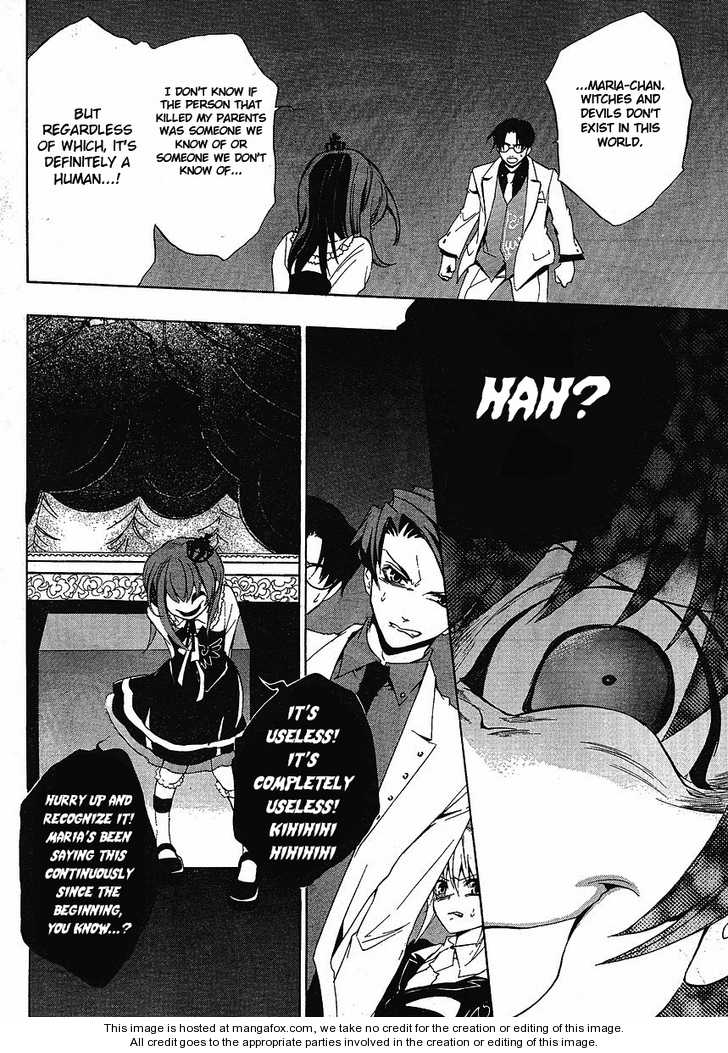 ...MARIA-CHAN.
WITCHES AND
DEVILS DON'T
EXIST IN THIS
WORLD.
I DON'T KNOW IF
THE PERSON THAT
KILLED MY PARENTS
WAS SOMEONE WE
KNOW OF OR
SOMEONE WE DON'T
KNOW OF...
BUT
REGARDLESS
OF WHICH, IT'S
DEFINITELY A
HUMAN...!
HAH?
IT'S
USELESS!
IT'S
COMPLETELY
USELESS!
KIHIHIHI
HIHIHIHI
HURRY UP AND
RECOGNIZE IT!
MARIA'S BEEN
SAYING THIS
CONTINUOUSLY
SINCE THE
BEGINNING,
YOU KNOW...?
This image is hosted at mangafox.com, we take no credit for the creation or editing of this image.
All credit goes to the appropriate parties involved in the creation or editing of this image.